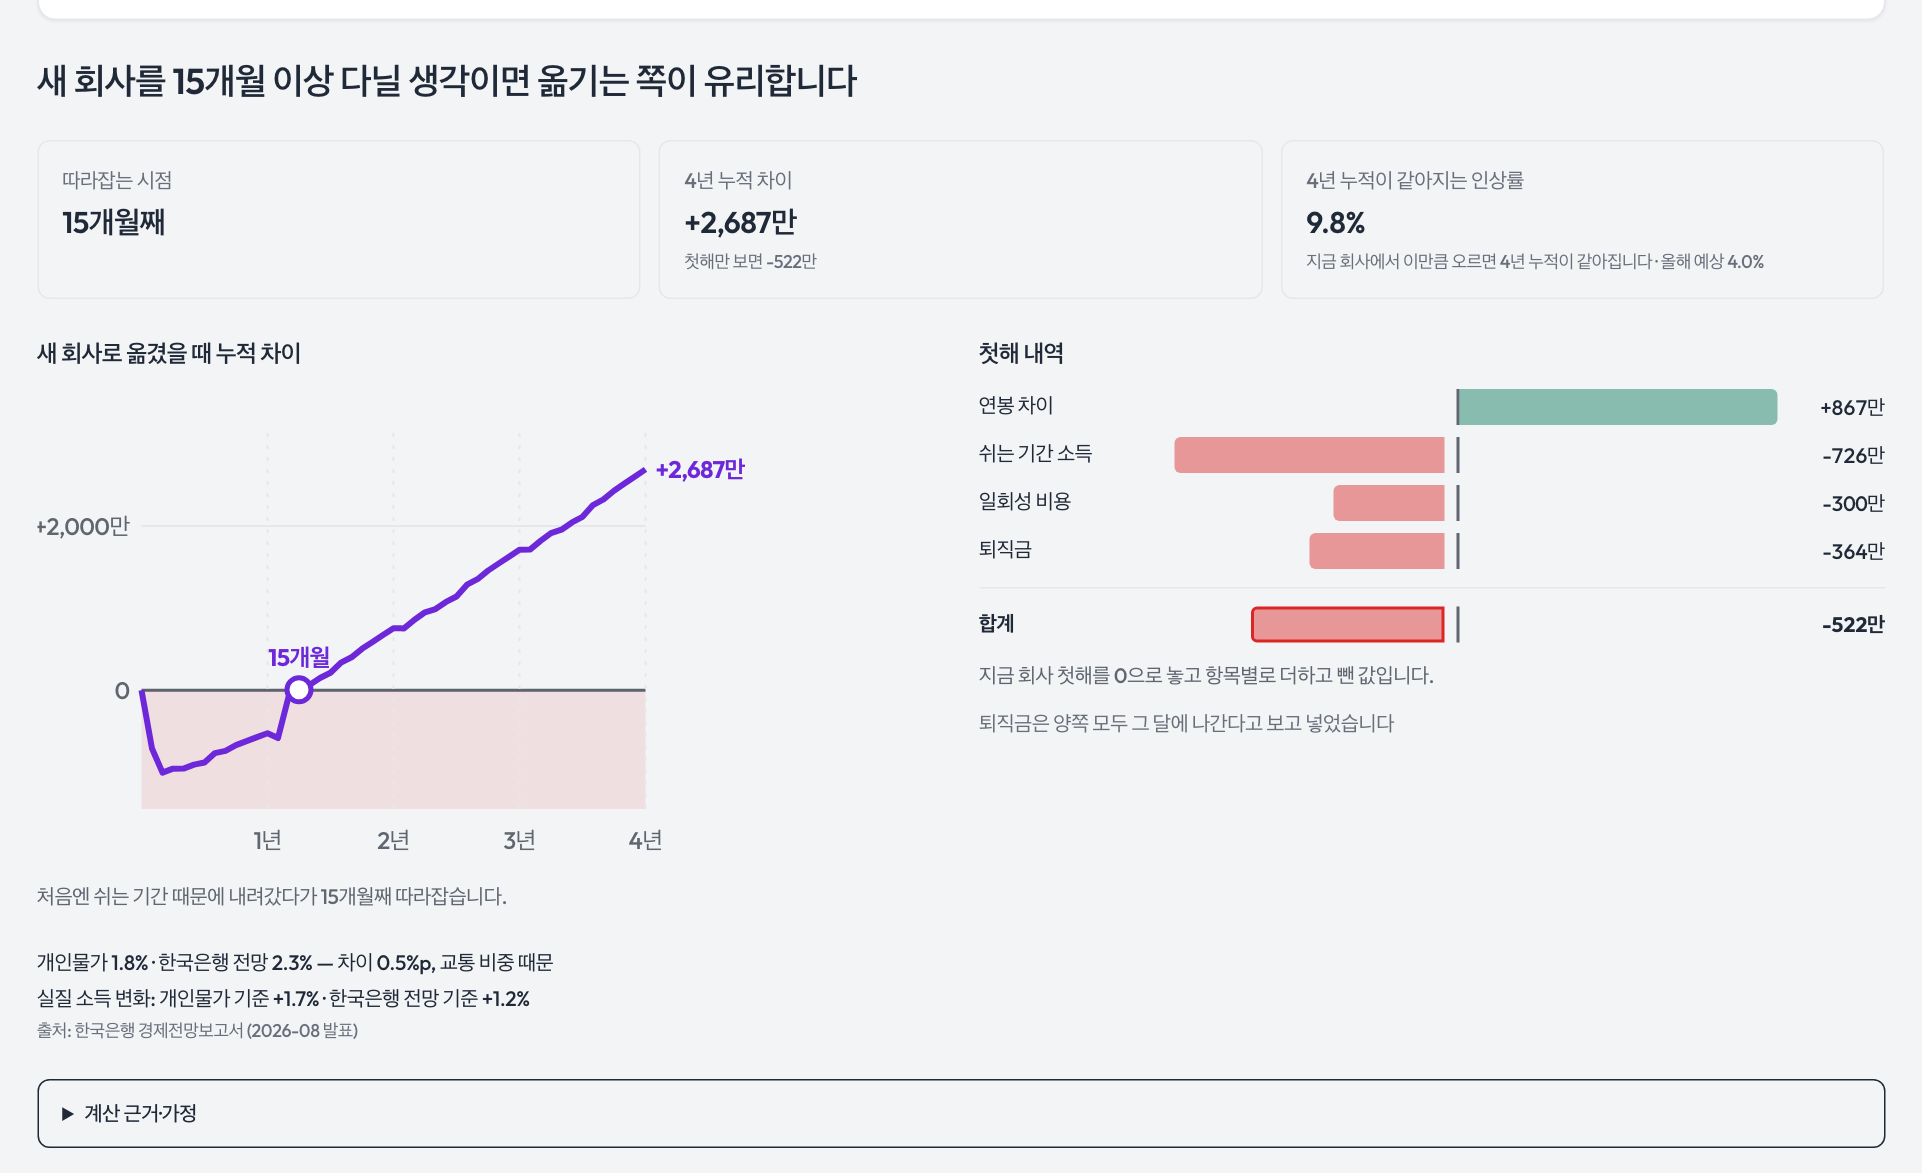 새 회사를 15개월 이상 다닐 생각이면 옮기는 쪽이 유리합니다
따라잡는 시점
15개월째
4년 누적 차이
+2,687만
첫해만 보면 -522만
4년 누적이 같아지는 인상률
9.8%
지금 회사에서 이만큼 오르면 4년 누적이 같아집니다 · 올해 예상 4.0%
새 회사로 옮겼을 때 누적 차이
+2,687만
+2,000만
15개월
0
1년
2년
3년
4년
처음엔 쉬는 기간 때문에 내려갔다가 15개월째 따라잡습니다.
첫해 내역
연봉 차이 +867만
쉬는 기간 소득 -726만
일회성 비용 -300만
퇴직금 -364만
합계 -522만
지금 회사 첫해를 0으로 놓고 항목별로 더하고 뺀 값입니다.
퇴직금은 양쪽 모두 그 달에 나간다고 보고 넣었습니다
개인물가 1.8% · 한국은행 전망 2.3% — 차이 0.5%p, 교통 비중 때문
실질 소득 변화: 개인물가 기준 +1.7% · 한국은행 전망 기준 +1.2%
출처: 한국은행 경제전망보고서 (2026-08 발표)
▶ 계산 근거·가정